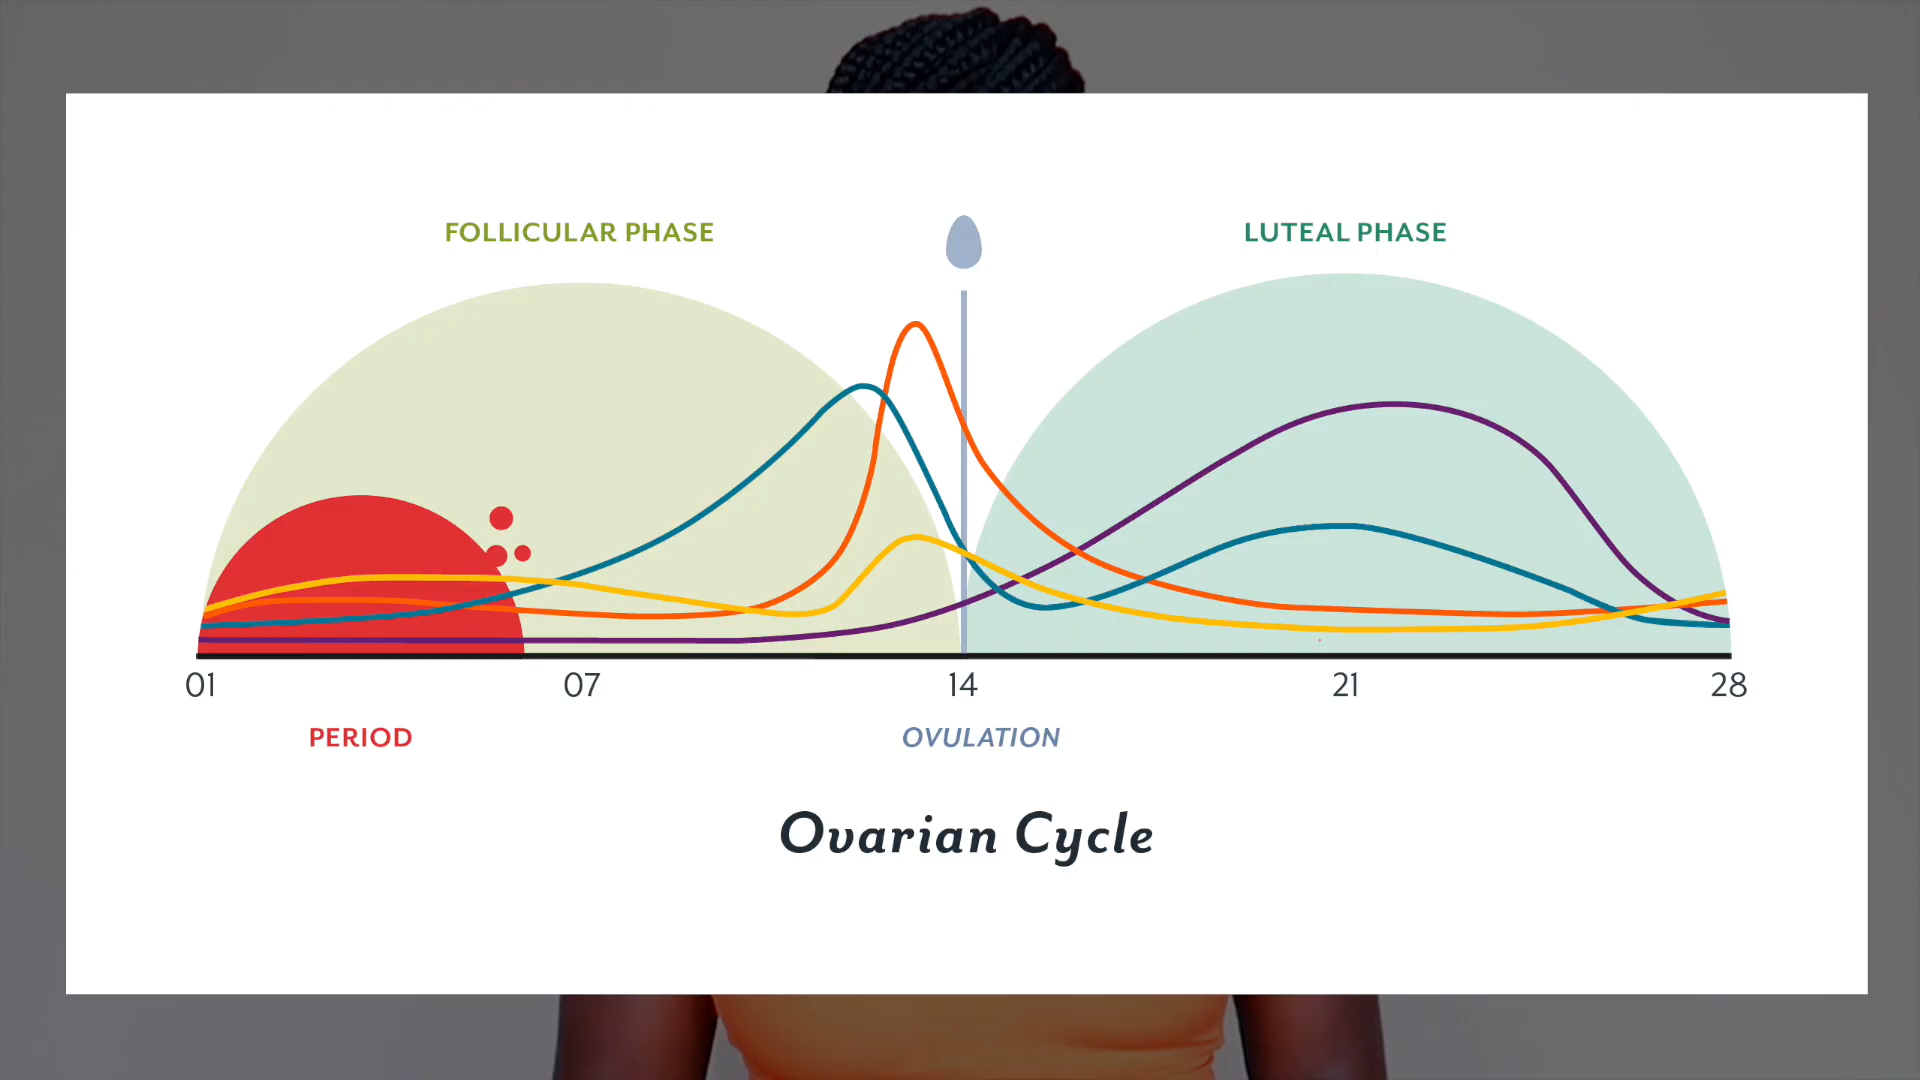 FOLLICULAR PHASE
LUTEAL PHASE
01
07
14
21
28
PERIOD
OVULATION
Ovarian Cycle